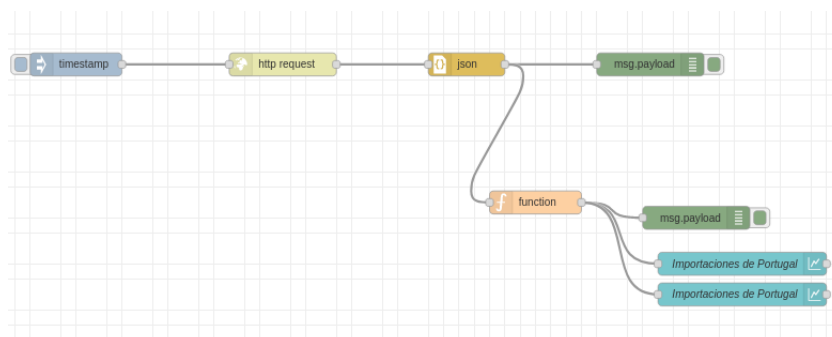 timestamp
http request
json
msg.payload
function
msg.payload
Importaciones de Portugal
Importaciones de Portugal